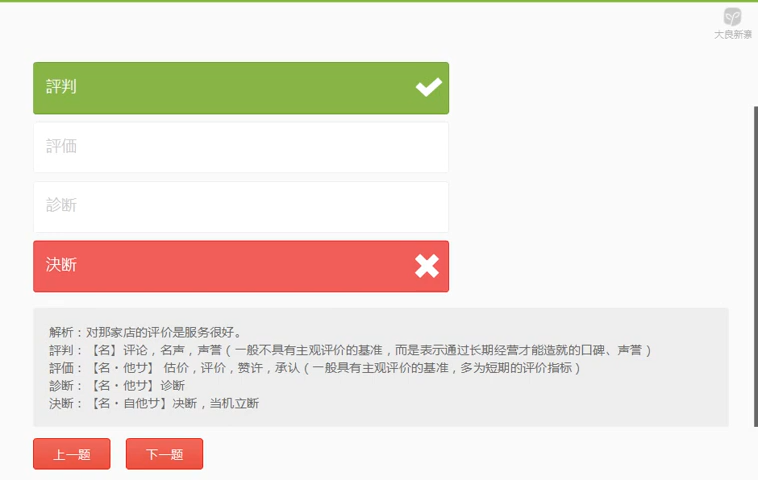 大良新寨
評判
評価
診断
決断
解析：对那家店的评价是服务很好。
評判：【名】评论，名声，声誉（一般不具有主观评价的基准，而是表示通过长期经营才能造就的口碑、声誉）
評価：【名・他サ】 估价，评价，赞许，承认（一般具有主观评价的基准，多为短期的评价指标）
診断：【名・他サ】诊断
決断：【名・自他サ】决断，当机立断
上一题
下一题